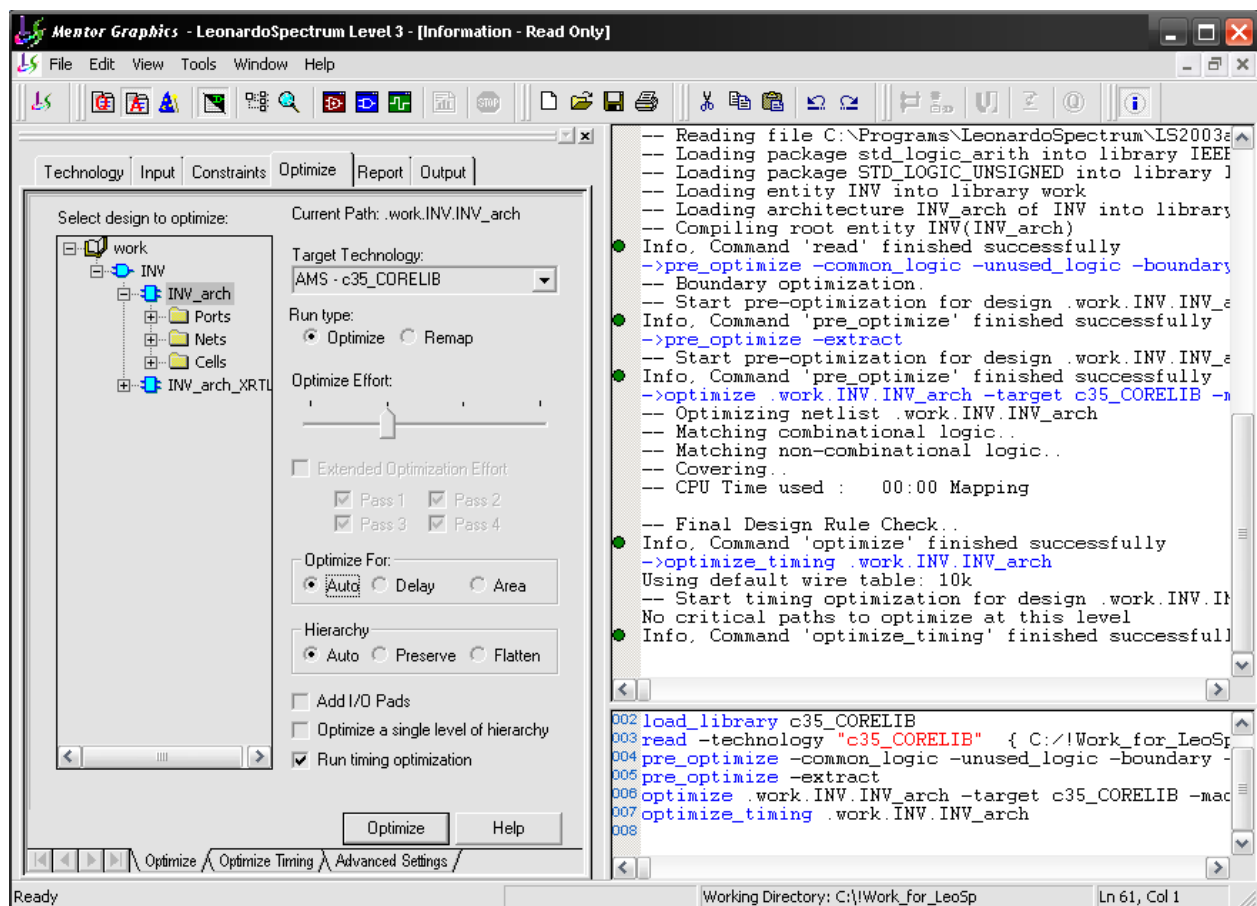 Mentor Graphics - LeonardoSpectrum Level 3 - [Information - Read Only]
File Edit View Tools Window Help
Technology Input Constraints Optimize Report Output
Select design to optimize:
work
INV
INV_arch
Ports
Nets
Cells
INV_arch_XRTL
Current Path: .work.INV.INV_arch
Target Technology:
AMS - c35_CORELIB
Run type:
Optimize Remap
Optimize Effort:
Extended Optimization Effort
Pass 1 Pass 2
Pass 3 Pass 4
Optimize For:
Auto Delay Area
Hierarchy
Auto Preserve Flatten
Add I/O Pads
Optimize a single level of hierarchy
Run timing optimization
Optimize Help
Optimize Optimize Timing Advanced Settings
-- Reading file C:\Programs\LeonardoSpectrum\LS2003a
-- Loading package std_logic_arith into library IEEE
-- Loading package STD_LOGIC_UNSIGNED into library I
-- Loading entity INV into library work
-- Loading architecture INV_arch of INV into library
-- Compiling root entity INV(INV_arch)
Info, Command 'read' finished successfully
->pre_optimize -common_logic -unused_logic -boundary
-- Boundary optimization.
-- Start pre-optimization for design .work.INV.INV_a
Info, Command 'pre_optimize' finished successfully
->pre_optimize -extract
-- Start pre-optimization for design .work.INV.INV_a
Info, Command 'pre_optimize' finished successfully
->optimize .work.INV.INV_arch -target c35_CORELIB -m
-- Optimizing netlist .work.INV.INV_arch
-- Matching combinational logic..
-- Matching non-combinational logic..
-- Covering..
-- CPU Time used :   00:00 Mapping
-- Final Design Rule Check..
Info, Command 'optimize' finished successfully
->optimize_timing .work.INV.INV_arch
Using default wire table: 10k
-- Start timing optimization for design .work.INV.IN
No critical paths to optimize at this level
Info, Command 'optimize_timing' finished successfull
002 load_library c35_CORELIB
003 read -technology "c35_CORELIB"  { C:/!Work_for_LeoSp
004 pre_optimize -common_logic -unused_logic -boundary -
005 pre_optimize -extract
006 optimize .work.INV.INV_arch -target c35_CORELIB -mac
007 optimize_timing .work.INV.INV_arch
008
Ready
Working Directory: C:\!Work_for_LeoSp
Ln 61, Col 1